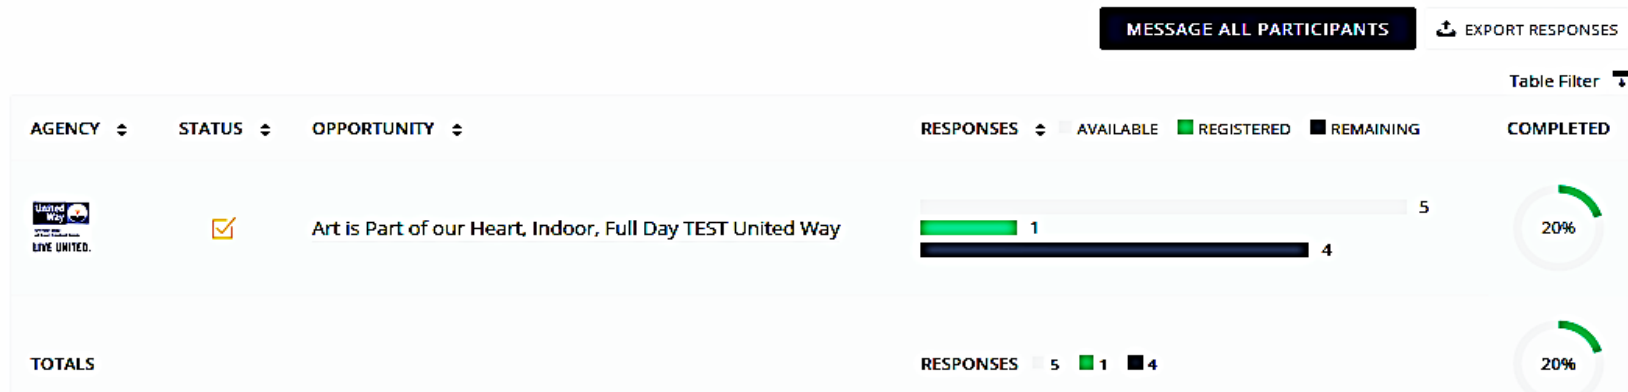 MESSAGE ALL PARTICIPANTS EXPORT RESPONSES
Table Filter
AGENCY STATUS OPPORTUNITY RESPONSES AVAILABLE REGISTERED REMAINING COMPLETED
United
Way
LIVE UNITED.
5
Art is Part of our Heart, Indoor, Full Day TEST United Way 1 20%
4
TOTALS RESPONSES 5 1 4 20%